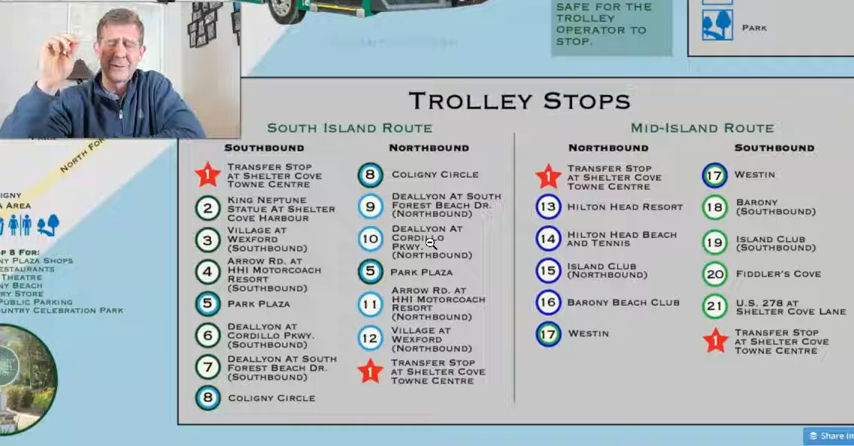 SAFE FOR THE
TROLLEY
OPERATOR TO
STOP.
PARK
TROLLEY STOPS
SOUTH ISLAND ROUTE
SOUTHBOUND
1 TRANSFER STOP
AT SHELTER COVE
TOWNE CENTRE
2 KING NEPTUNE
STATUE AT SHELTER
COVE HARBOUR
3 VILLAGE AT
WEXFORD
(SOUTHBOUND)
4 ARROW RD. AT
HHI MOTORCOACH
RESORT
(SOUTHBOUND)
5 PARK PLAZA
6 DEALLYON AT
CORDILLO PKWY.
(SOUTHBOUND)
7 DEALLYON AT SOUTH
FOREST BEACH DR.
(SOUTHBOUND)
8 COLIGNY CIRCLE
NORTHBOUND
8 COLIGNY CIRCLE
9 DEALLYON AT SOUTH
FOREST BEACH DR.
(NORTHBOUND)
10 DEALLYON AT
CORDILLO
PKWY.
(NORTHBOUND)
5 PARK PLAZA
11 ARROW RD. AT
HHI MOTORCOACH
RESORT
(NORTHBOUND)
12 VILLAGE AT
WEXFORD
(NORTHBOUND)
1 TRANSFER STOP
AT SHELTER COVE
TOWNE CENTRE
MID-ISLAND ROUTE
NORTHBOUND
1 TRANSFER STOP
AT SHELTER COVE
TOWNE CENTRE
13 HILTON HEAD RESORT
14 HILTON HEAD BEACH
AND TENNIS
15 ISLAND CLUB
(NORTHBOUND)
16 BARONY BEACH CLUB
17 WESTIN
SOUTHBOUND
17 WESTIN
18 BARONY
(SOUTHBOUND)
19 ISLAND CLUB
(SOUTHBOUND)
20 FIDDLER'S COVE
21 U.S. 278 AT
SHELTER COVE LANE
1 TRANSFER STOP
AT SHELTER COVE
TOWNE CENTRE
NORTH
AREA
8 FOR:
PLAZA SHOPS
THEATRE
BEACH
STORE
PUBLIC PARKING
CELEBRATION PARK
Share